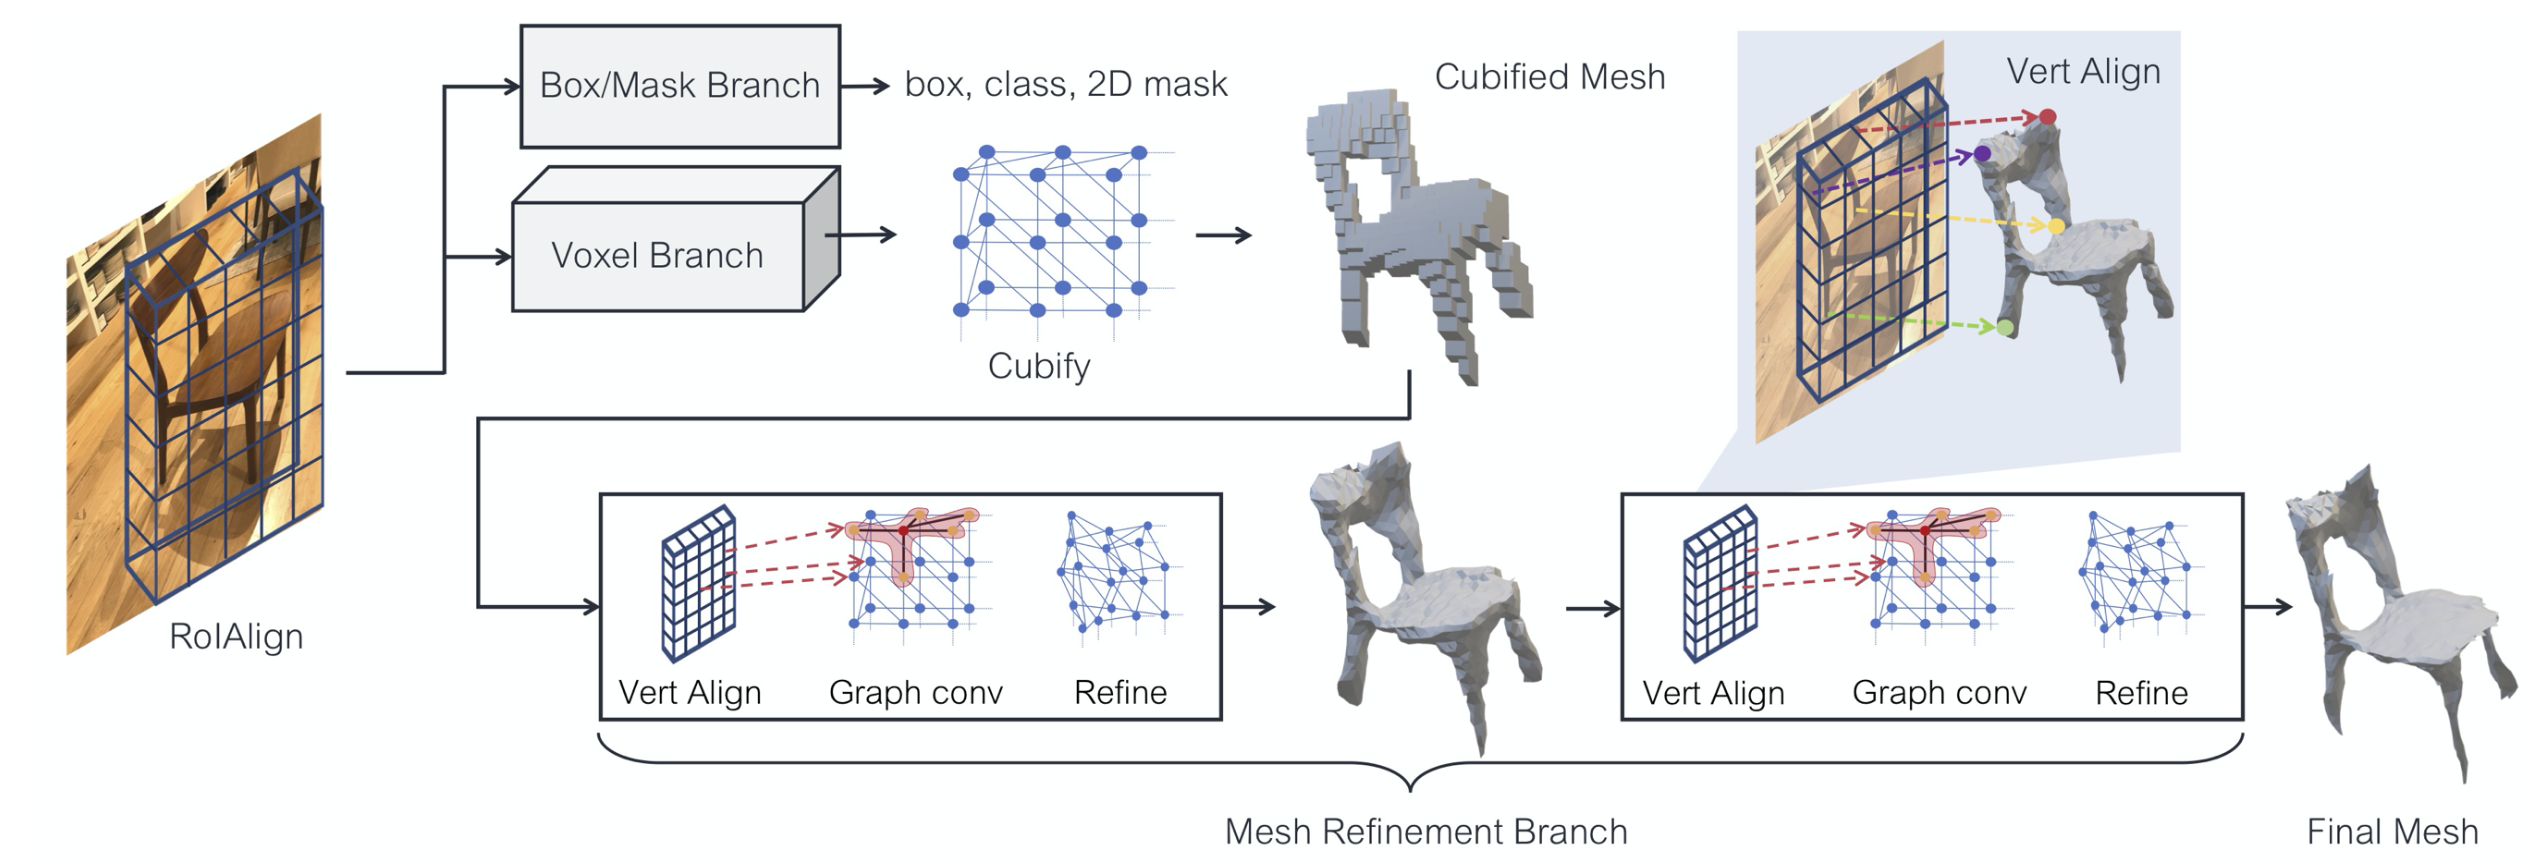 Box/Mask Branch
box, class, 2D mask
Cubified Mesh
Vert Align
Voxel Branch
Cubify
RoIAlign
Vert Align
Graph conv
Refine
Vert Align
Graph conv
Refine
Mesh Refinement Branch
Final Mesh